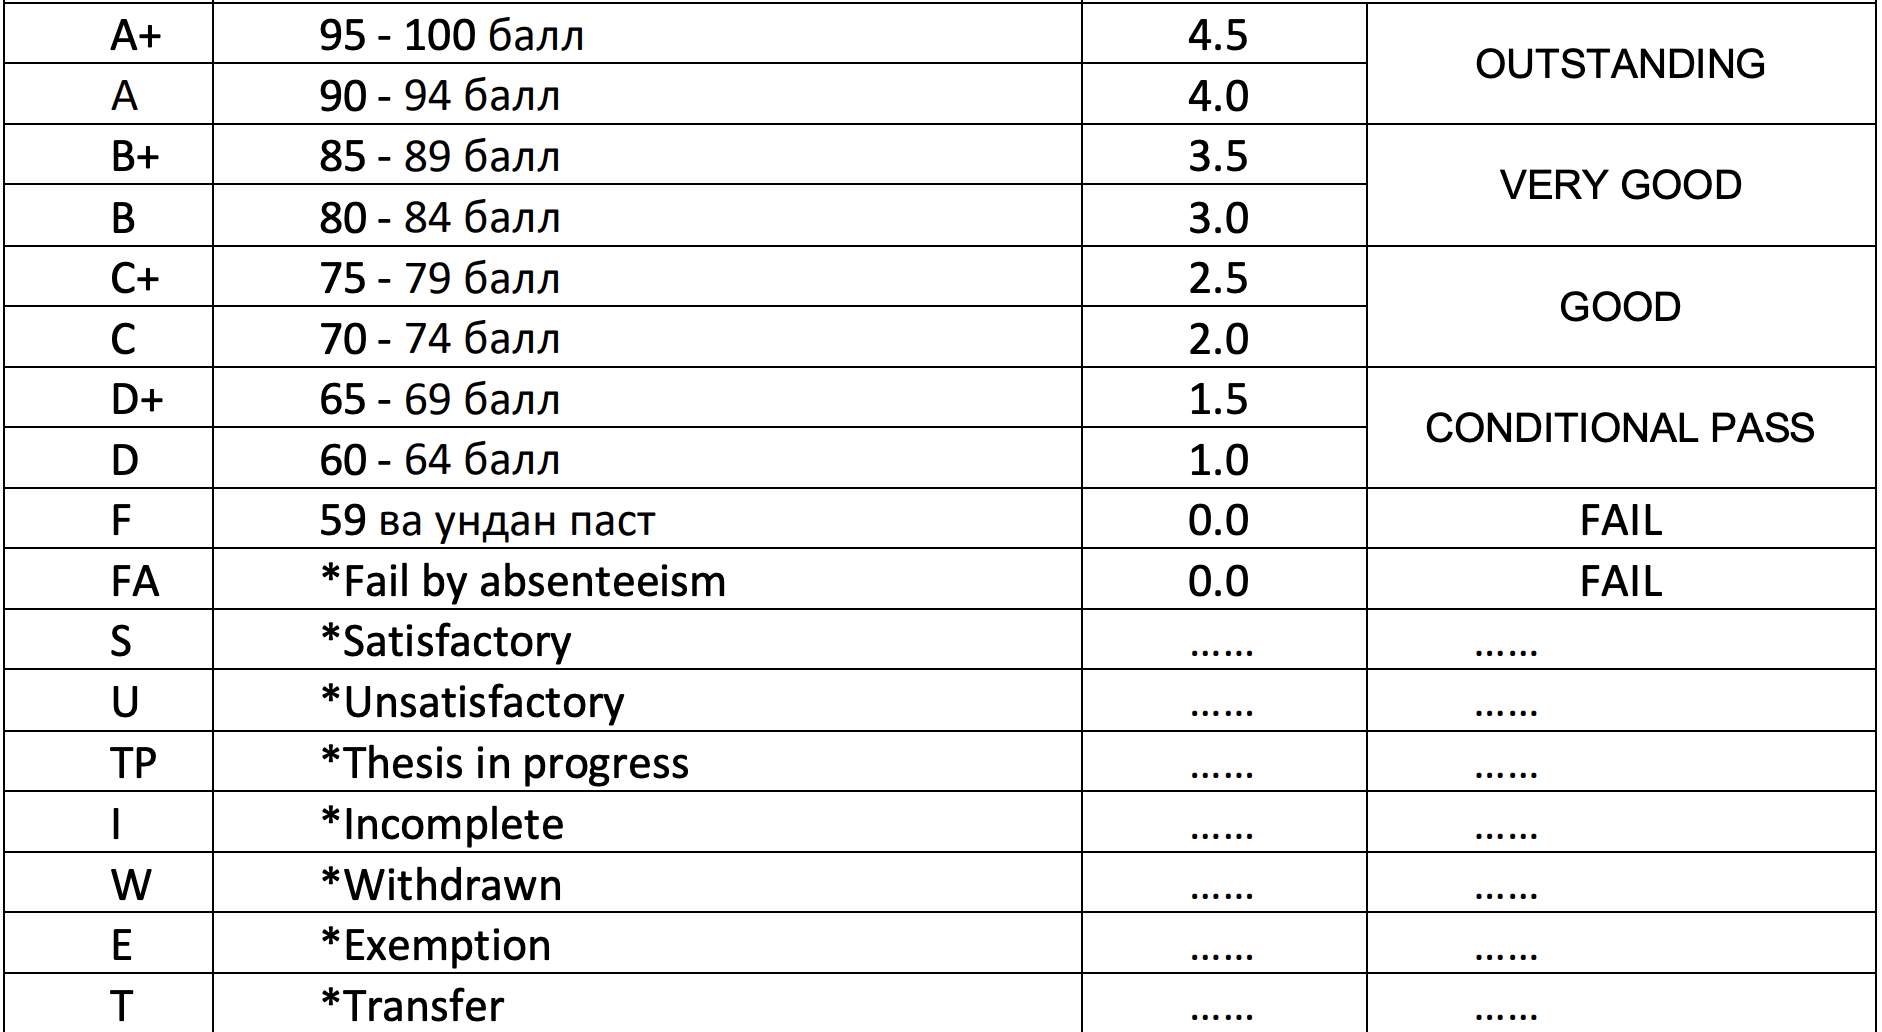 A+ 95 - 100 балл 4.5 OUTSTANDING
A 90 - 94 балл 4.0
B+ 85 - 89 балл 3.5 VERY GOOD
B 80 - 84 балл 3.0
C+ 75 - 79 балл 2.5 GOOD
C 70 - 74 балл 2.0
D+ 65 - 69 балл 1.5 CONDITIONAL PASS
D 60 - 64 балл 1.0
F 59 ва ундан паст 0.0 FAIL
FA *Fail by absenteeism 0.0 FAIL
S *Satisfactory ...... ......
U *Unsatisfactory ...... ......
TP *Thesis in progress ...... ......
I *Incomplete ...... ......
W *Withdrawn ...... ......
E *Exemption ...... ......
T *Transfer ...... ......